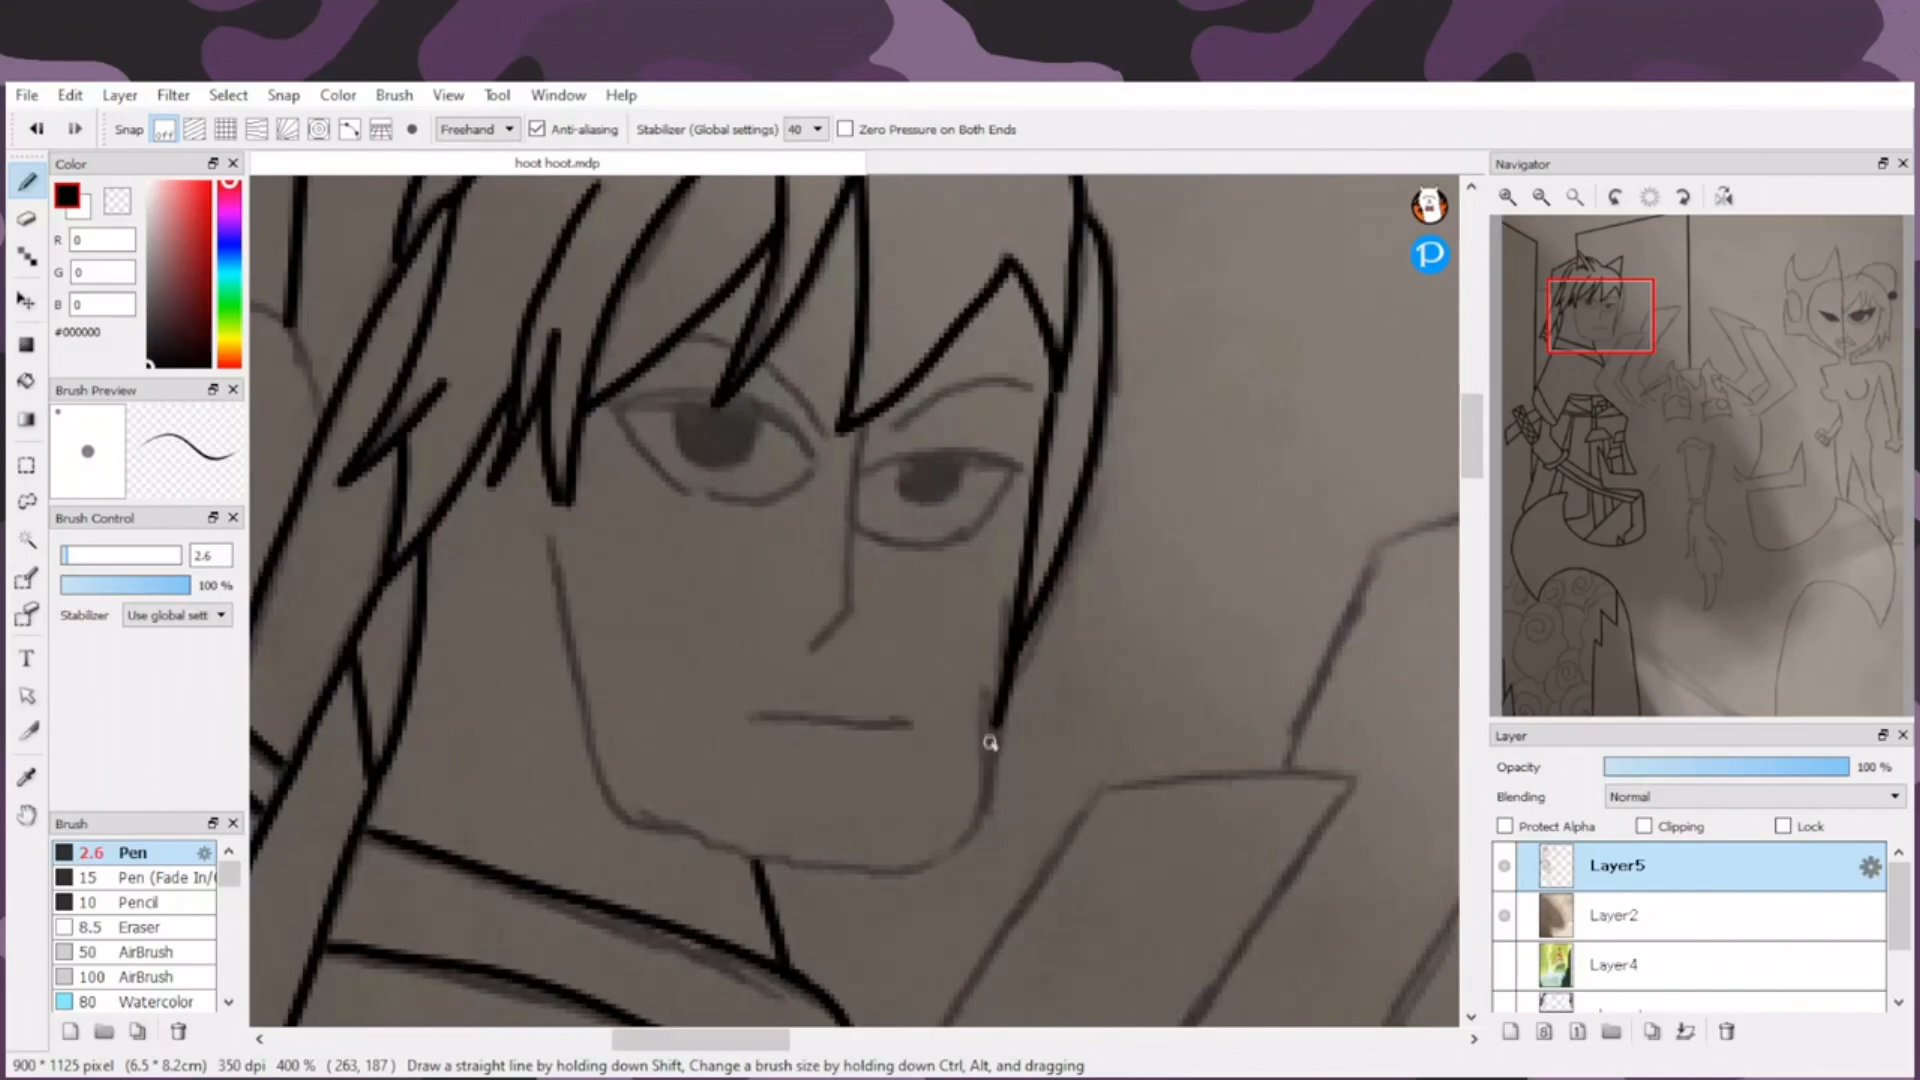 File Edit Layer Filter Select Snap Color Brush View Tool Window Help
Snap off Freehand Anti-aliasing Stabilizer (Global settings) 40 Zero Pressure on Both Ends
Color
hoot hoot.mdp
Navigator
R 0
G 0
B 0
#000000
Brush Preview
Brush Control
2.6
100 %
Stabilizer Use global sett
Brush
2.6 Pen
15 Pen (Fade In/
10 Pencil
8.5 Eraser
50 AirBrush
100 AirBrush
80 Watercolor
Layer
Opacity 100 %
Blending Normal
Protect Alpha Clipping Lock
Layer5
Layer2
Layer4
900 * 1125 pixel (6.5 * 8.2cm) 350 dpi 400 % ( 263, 187 ) Draw a straight line by holding down Shift, Change a brush size by holding down Ctrl, Alt, and dragging